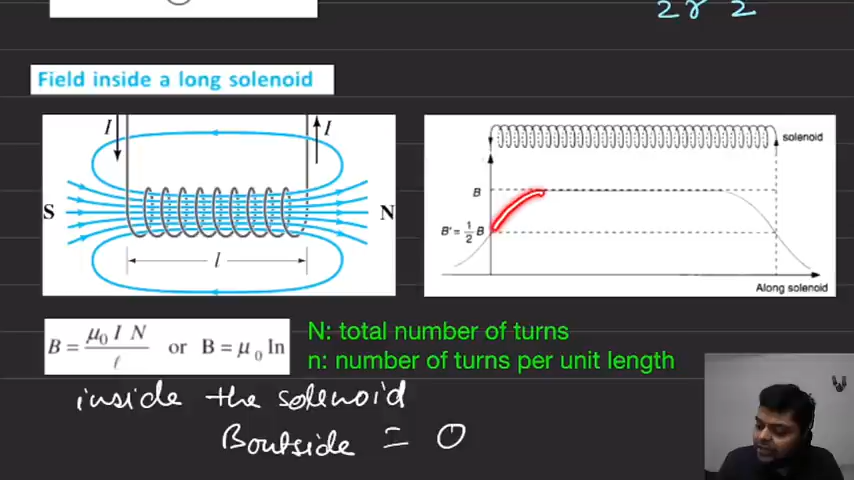 2r 2
Field inside a long solenoid
I I
S N
l
solenoid
B
B' = 1/2 B
Along solenoid
B = μ₀ I N / ℓ or B = μ₀ In
N: total number of turns
n: number of turns per unit length
inside the solenoid
Boutside = 0